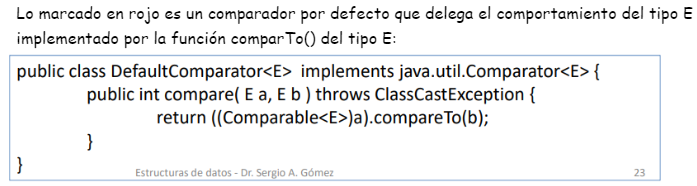 Lo marcado en rojo es un comparador por defecto que delega el comportamiento del tipo E
implementado por la función comparTo() del tipo E:
public class DefaultComparator<E> implements java.util.Comparator<E> {
public int compare( E a, E b ) throws ClassCastException {
return ((Comparable<E>)a).compareTo(b);
}
}
Estructuras de datos - Dr. Sergio A. Gómez 23